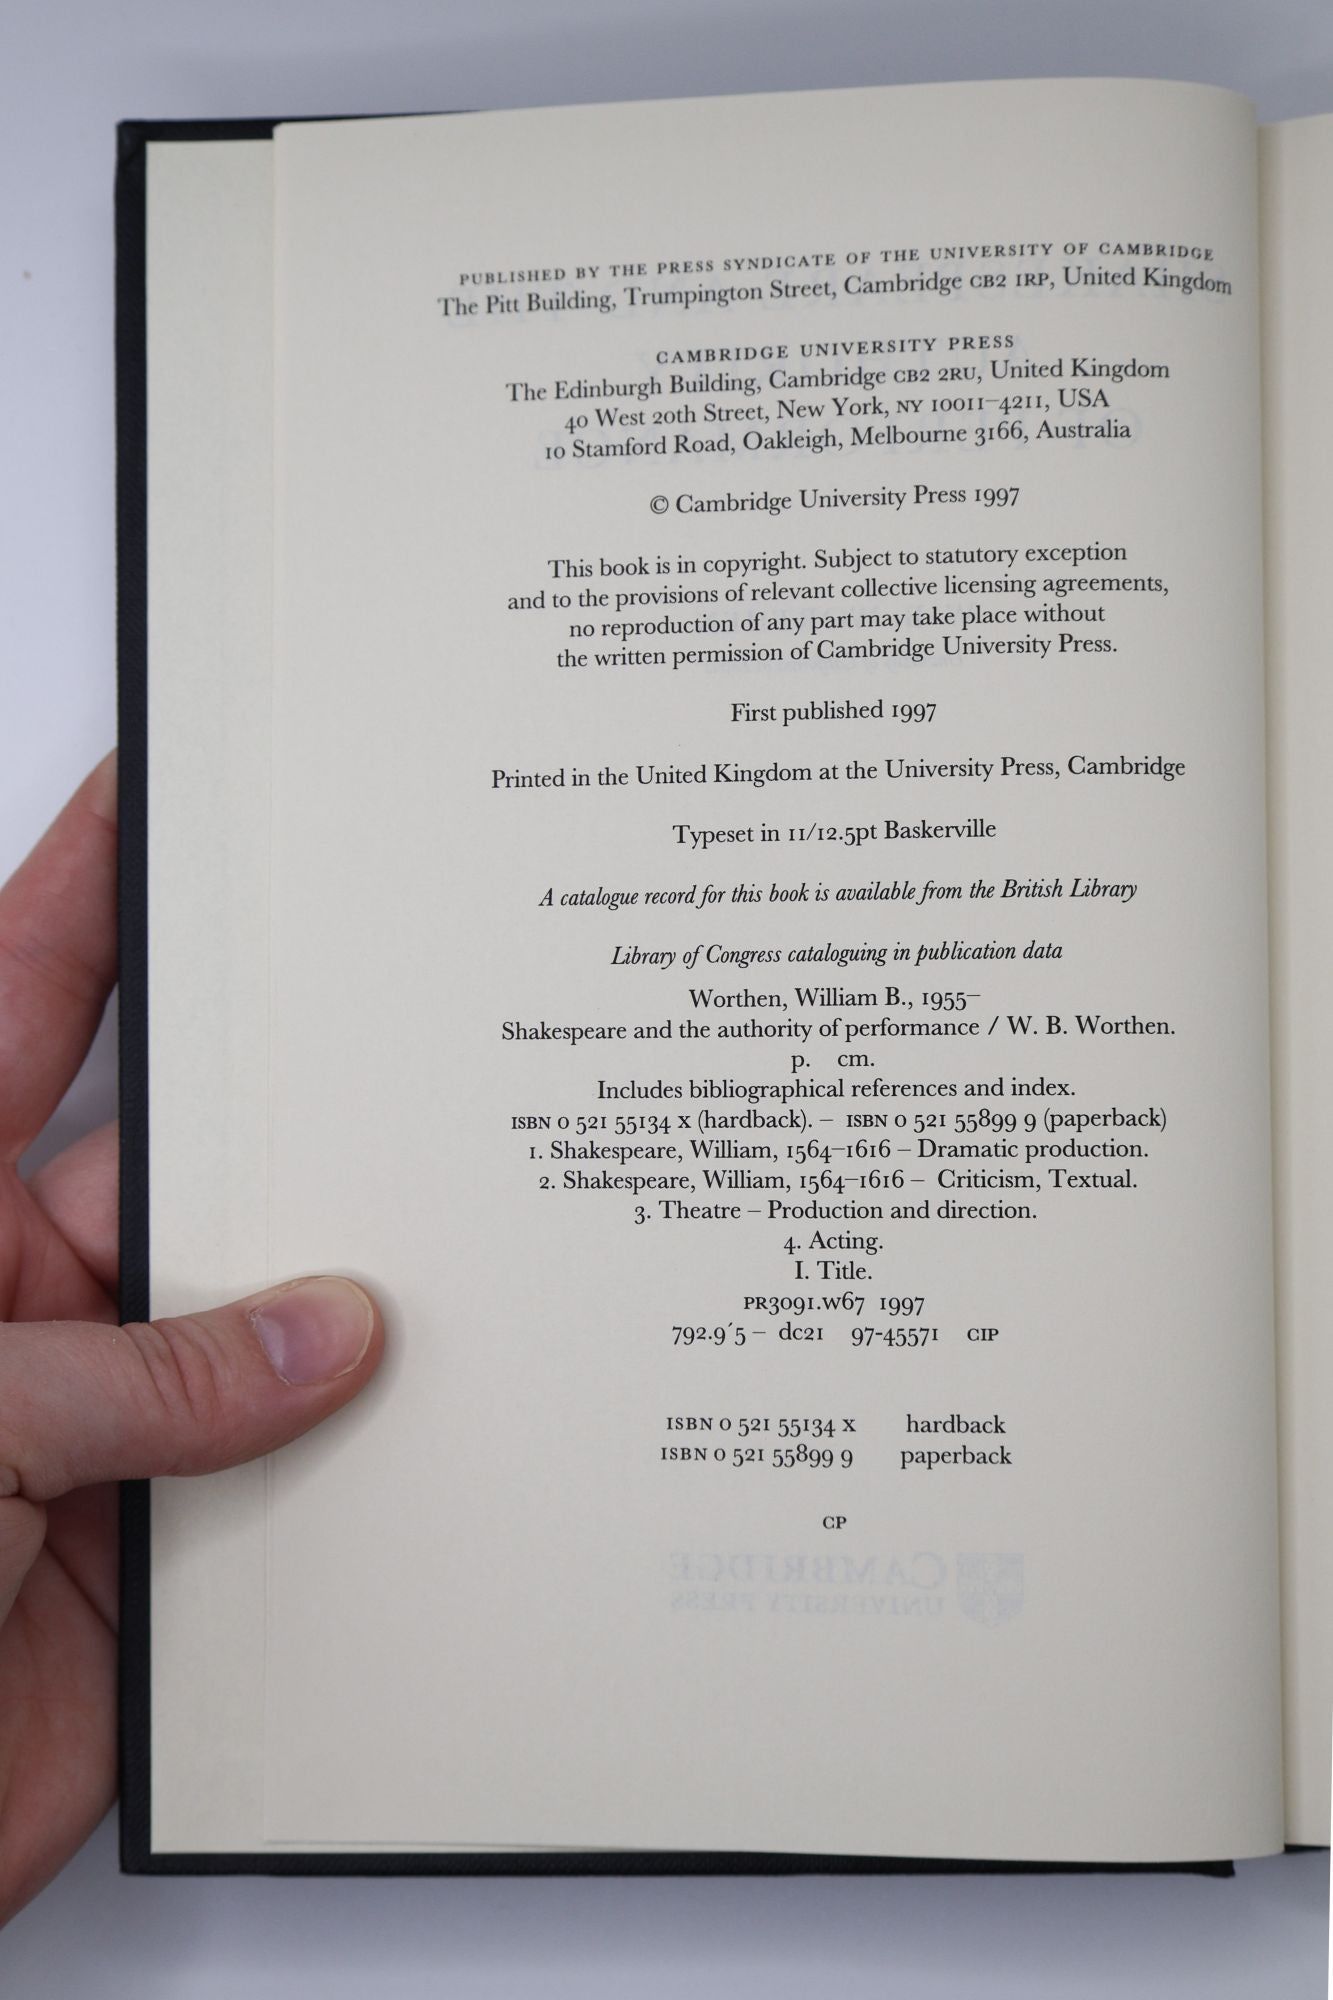 PUBLISHED BY THE PRESS SYNDICATE OF THE UNIVERSITY OF CAMBRIDGE
The Pitt Building, Trumpington Street, Cambridge CB2 1RP, United Kingdom
CAMBRIDGE UNIVERSITY PRESS
The Edinburgh Building, Cambridge CB2 2RU, United Kingdom
40 West 20th Street, New York, NY 10011–4211, USA
10 Stamford Road, Oakleigh, Melbourne 3166, Australia
© Cambridge University Press 1997
This book is in copyright. Subject to statutory exception
and to the provisions of relevant collective licensing agreements,
no reproduction of any part may take place without
the written permission of Cambridge University Press.
First published 1997
Printed in the United Kingdom at the University Press, Cambridge
Typeset in 11/12.5pt Baskerville
A catalogue record for this book is available from the British Library
Library of Congress cataloguing in publication data
Worthen, William B., 1955–
Shakespeare and the authority of performance / W. B. Worthen.
p. cm.
Includes bibliographical references and index.
ISBN 0 521 55134 X (hardback). – ISBN 0 521 55899 9 (paperback)
1. Shakespeare, William, 1564–1616 – Dramatic production.
2. Shakespeare, William, 1564–1616 – Criticism, Textual.
3. Theatre – Production and direction.
4. Acting.
I. Title.
PR3091.W67 1997
792.9´5 – dc21 97-45571 CIP
ISBN 0 521 55134 X hardback
ISBN 0 521 55899 9 paperback
CP
CAMBRIDGE
UNIVERSITY PRESS